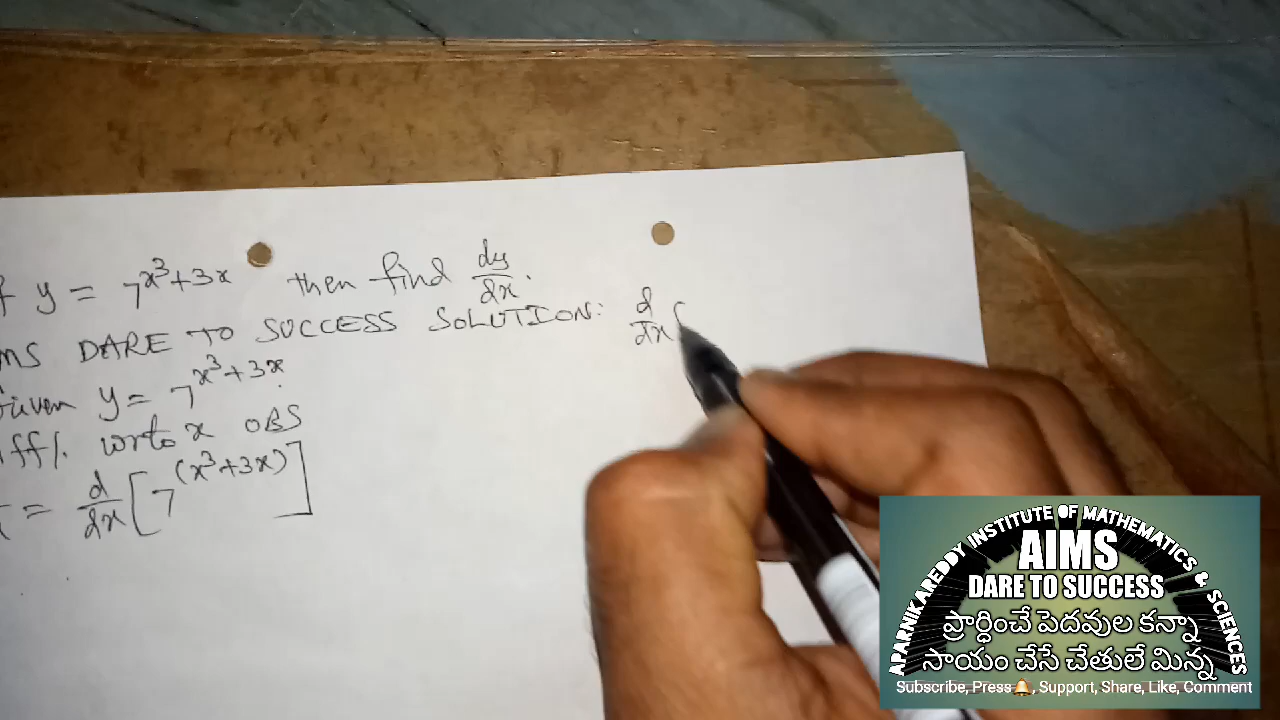 f y = 7^x³+3x then find dy/dx.
MS DARE TO SUCCESS SOLUTION: d/dx (
Given y = 7^x³+3x
iff/. w.r.to x OBS
= d/dx [7^(x³+3x)]
APARNIKAREDDY INSTITUTE OF MATHEMATICS & SCIENCES
AIMS
DARE TO SUCCESS
ప్రార్థించే పెదవుల కన్నా
సాయం చేసే చేతులే మిన్న
Subscribe, Press🔔, Support, Share, Like, Comment